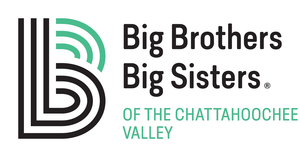 Big Brothers
Big Sisters®
OF THE CHATTAHOOCHEE
VALLEY